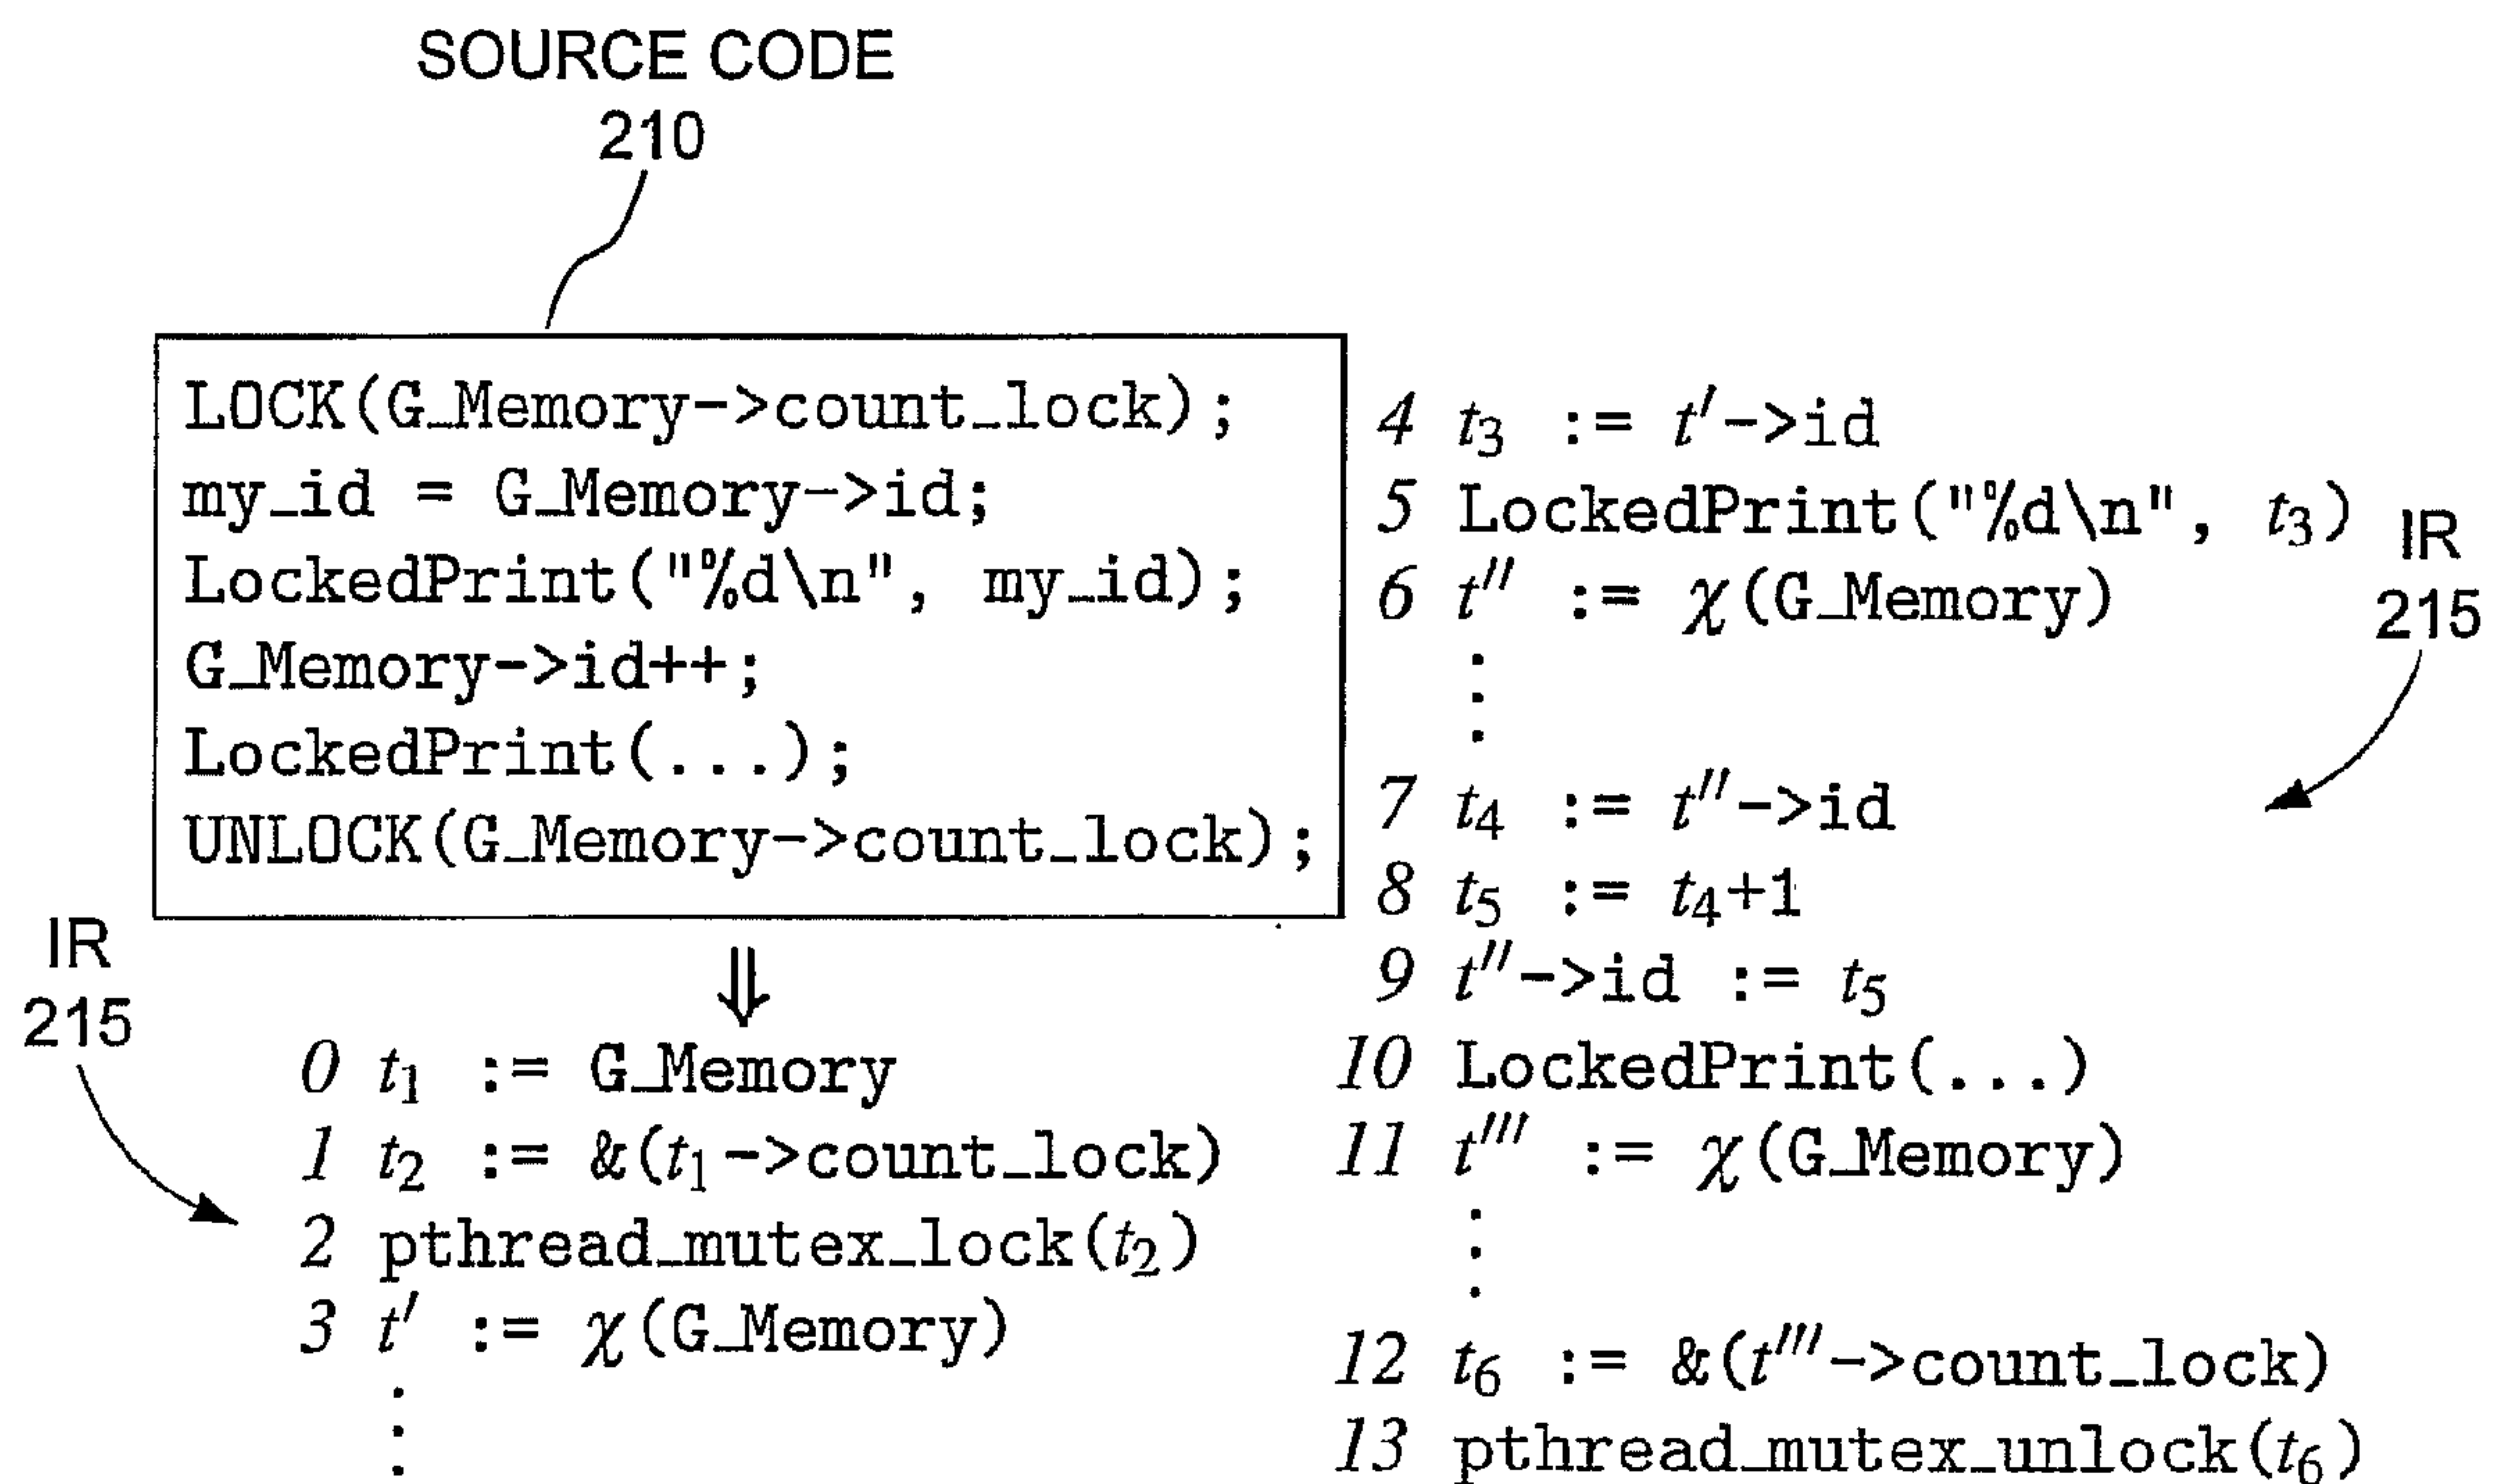 SOURCE CODE
210
LOCK(G_Memory->count_lock);
my_id = G_Memory->id;
LockedPrint("%d\n", my_id);
G_Memory->id++;
LockedPrint(...);
UNLOCK(G_Memory->count_lock);
⇓
IR
215
0 t₁ := G_Memory
1 t₂ := &(t₁->count_lock)
2 pthread_mutex_lock(t₂)
3 t′ := χ(G_Memory)
⋮
4 t₃ := t′->id
5 LockedPrint("%d\n", t₃)
6 t″ := χ(G_Memory)
⋮
7 t₄ := t″->id
8 t₅ := t₄+1
9 t″->id := t₅
10 LockedPrint(...)
11 t‴ := χ(G_Memory)
⋮
12 t₆ := &(t‴->count_lock)
13 pthread_mutex_unlock(t₆)
IR
215